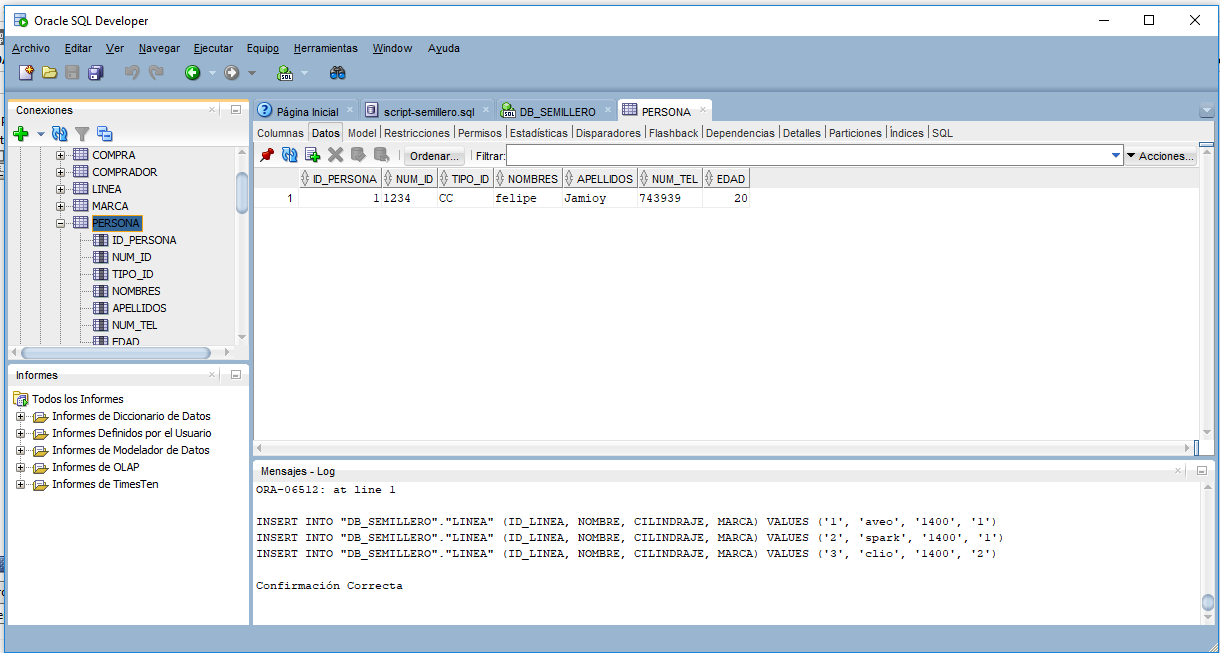 Oracle SQL Developer
Archivo Editar Ver Navegar Ejecutar Equipo Herramientas Window Ayuda
Conexiones
COMPRA
COMPRADOR
LINEA
MARCA
PERSONA
ID_PERSONA
NUM_ID
TIPO_ID
NOMBRES
APELLIDOS
NUM_TEL
EDAD
Informes
Todos los Informes
Informes de Diccionario de Datos
Informes Definidos por el Usuario
Informes de Modelador de Datos
Informes de OLAP
Informes de TimesTen
Página Inicial script-semillero.sql DB_SEMILLERO PERSONA
Columnas Datos Model Restricciones Permisos Estadísticas Disparadores Flashback Dependencias Detalles Particiones Índices SQL
Ordenar... Filtrar: Acciones...
ID_PERSONA NUM_ID TIPO_ID NOMBRES APELLIDOS NUM_TEL EDAD
1 1 1234 CC felipe Jamioy 743939 20
Mensajes - Log
ORA-06512: at line 1
INSERT INTO "DB_SEMILLERO"."LINEA" (ID_LINEA, NOMBRE, CILINDRAJE, MARCA) VALUES ('1', 'aveo', '1400', '1')
INSERT INTO "DB_SEMILLERO"."LINEA" (ID_LINEA, NOMBRE, CILINDRAJE, MARCA) VALUES ('2', 'spark', '1400', '1')
INSERT INTO "DB_SEMILLERO"."LINEA" (ID_LINEA, NOMBRE, CILINDRAJE, MARCA) VALUES ('3', 'clio', '1400', '2')
Confirmación Correcta